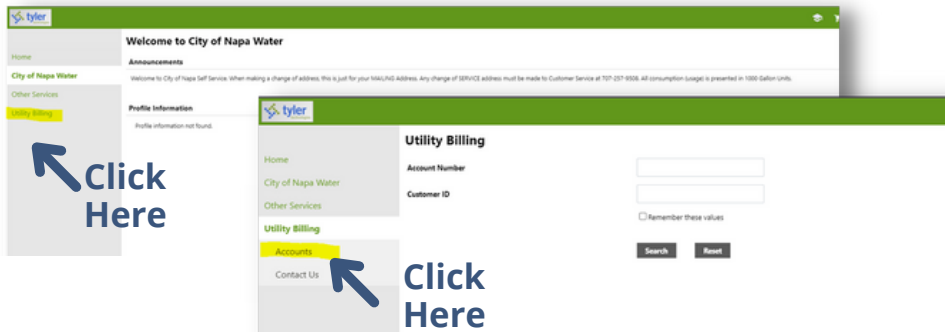 tyler
Welcome to City of Napa Water
Home
Announcements
City of Napa Water
Welcome to City of Napa Self Service. When making a change of address, this is just for your MAILING Address. Any change of SERVICE address must be made to Customer Service at 707-257-9508. All consumption (usage) is presented in 1000 Gallon Units.
Other Services
Utility Billing
Profile Information
Profile information not found.
Click
Here
tyler
Utility Billing
Home
Account Number
City of Napa Water
Customer ID
Other Services
Remember these values
Utility Billing
Accounts
Search Reset
Contact Us
Click
Here